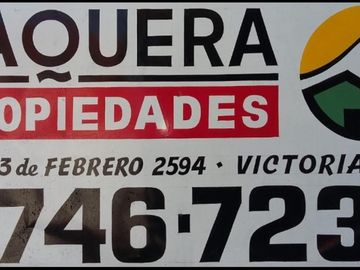 AQUERA
OPIEDADES
3 de FEBRERO 2594 · VICTORIA
746·723